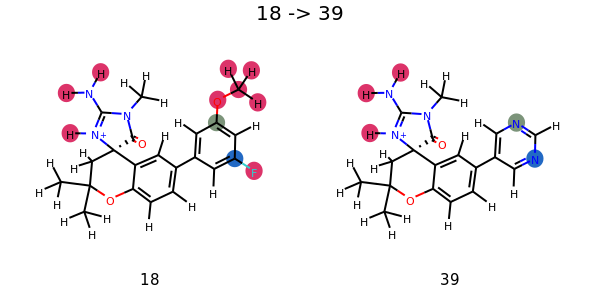 18 -> 39
H H H H
H N H H H H N H H
H N H O H N H
H N+ O H H H N+ O H H N H
H H H H N
H F H
H H H H
H O H H O H
H H H H H H
H H
18 39